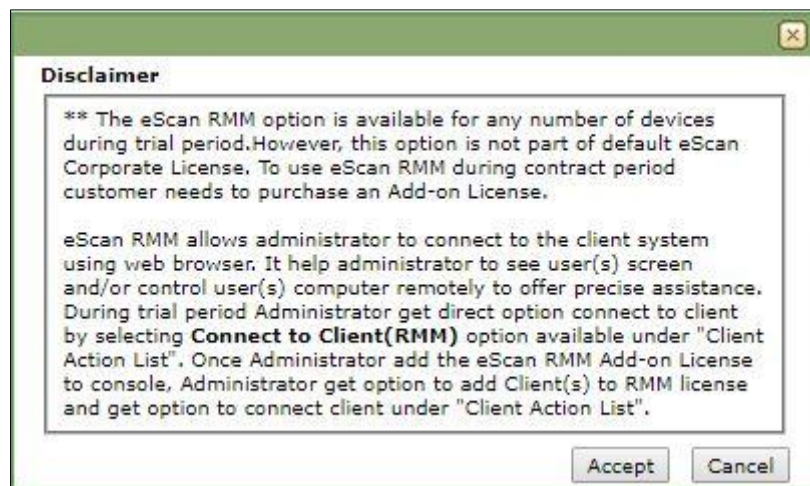 Disclaimer
** The eScan RMM option is available for any number of devices
during trial period.However, this option is not part of default eScan
Corporate License. To use eScan RMM during contract period
customer needs to purchase an Add-on License.
eScan RMM allows administrator to connect to the client system
using web browser. It help administrator to see user(s) screen
and/or control user(s) computer remotely to offer precise assistance.
During trial period Administrator get direct option connect to client
by selecting Connect to Client(RMM) option available under "Client
Action List". Once Administrator add the eScan RMM Add-on License
to console, Administrator get option to add Client(s) to RMM license
and get option to connect client under "Client Action List".
Accept Cancel